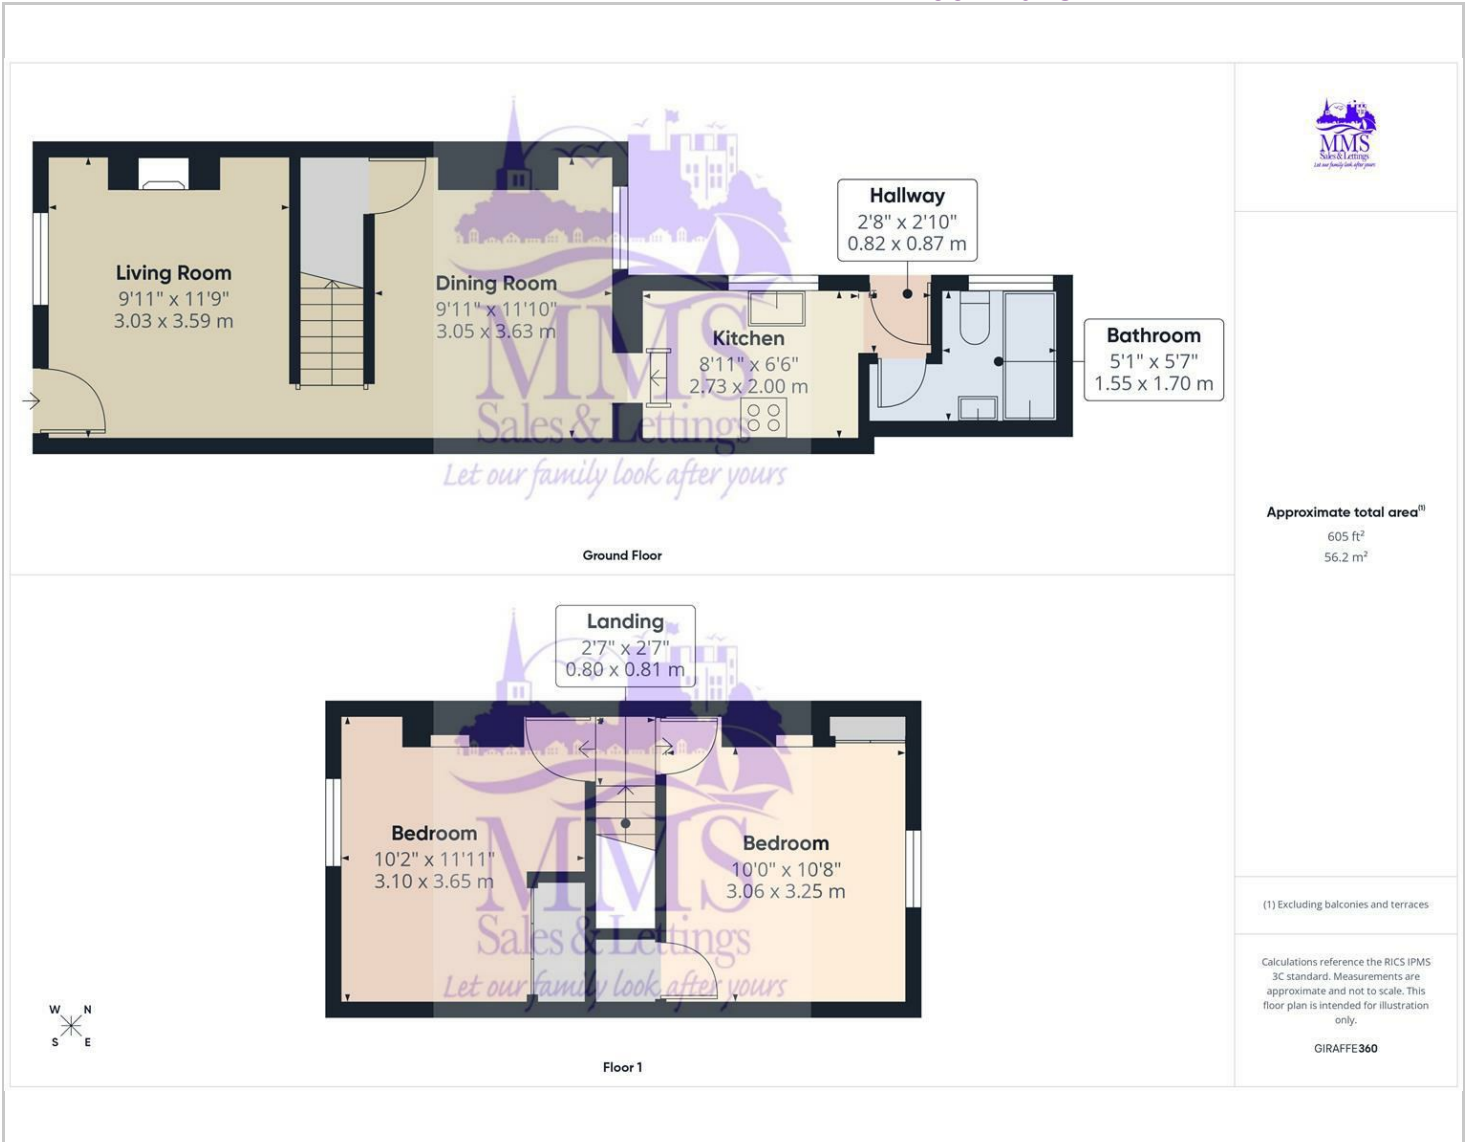 MMS
Sales & Lettings
Let our family look after yours
Living Room
9'11" x 11'9"
3.03 x 3.59 m
Dining Room
9'11" x 11'10"
3.05 x 3.63 m
Kitchen
8'11" x 6'6"
2.73 x 2.00 m
Hallway
2'8" x 2'10"
0.82 x 0.87 m
Bathroom
5'1" x 5'7"
1.55 x 1.70 m
MMS
Sales & Lettings
Let our family look after yours
Ground Floor
Landing
2'7" x 2'7"
0.80 x 0.81 m
Bedroom
10'2" x 11'11"
3.10 x 3.65 m
Bedroom
10'0" x 10'8"
3.06 x 3.25 m
MMS
Sales & Lettings
Let our family look after yours
W N
S E
Floor 1
Approximate total area(1)
605 ft²
56.2 m²
(1) Excluding balconies and terraces
Calculations reference the RICS IPMS
3C standard. Measurements are
approximate and not to scale. This
floor plan is intended for illustration
only.
GIRAFFE360